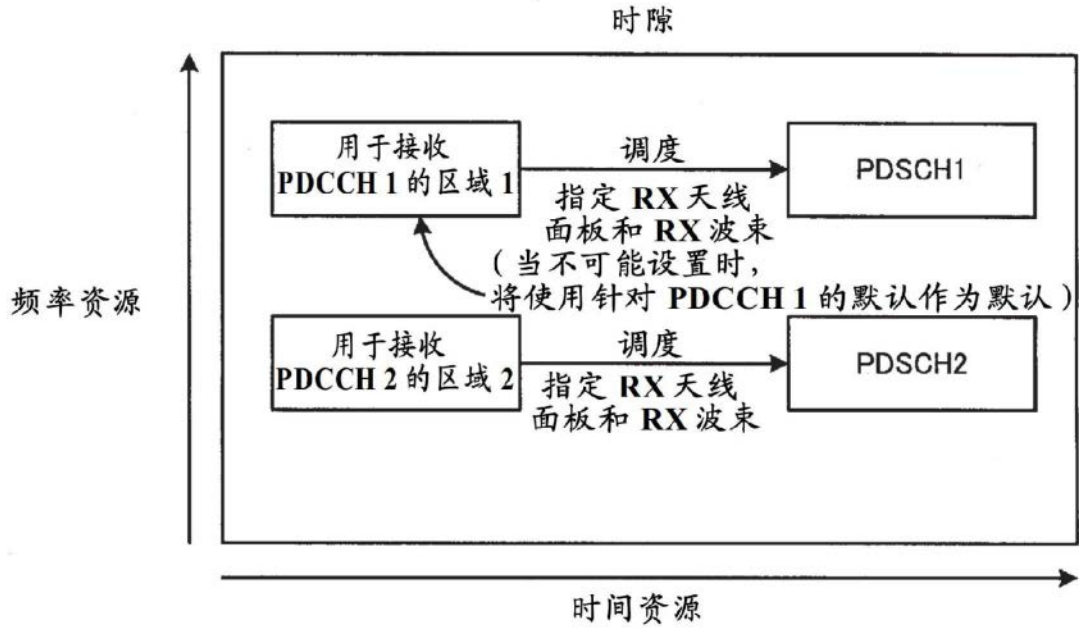 时隙
用于接收
PDCCH 1 的区域 1
调度
PDSCH1
指定 RX 天线
面板和 RX 波束
（当不可能设置时，
将使用针对 PDCCH 1 的默认作为默认）
频率资源
用于接收
PDCCH 2 的区域 2
调度
PDSCH2
指定 RX 天线
面板和 RX 波束
时间资源